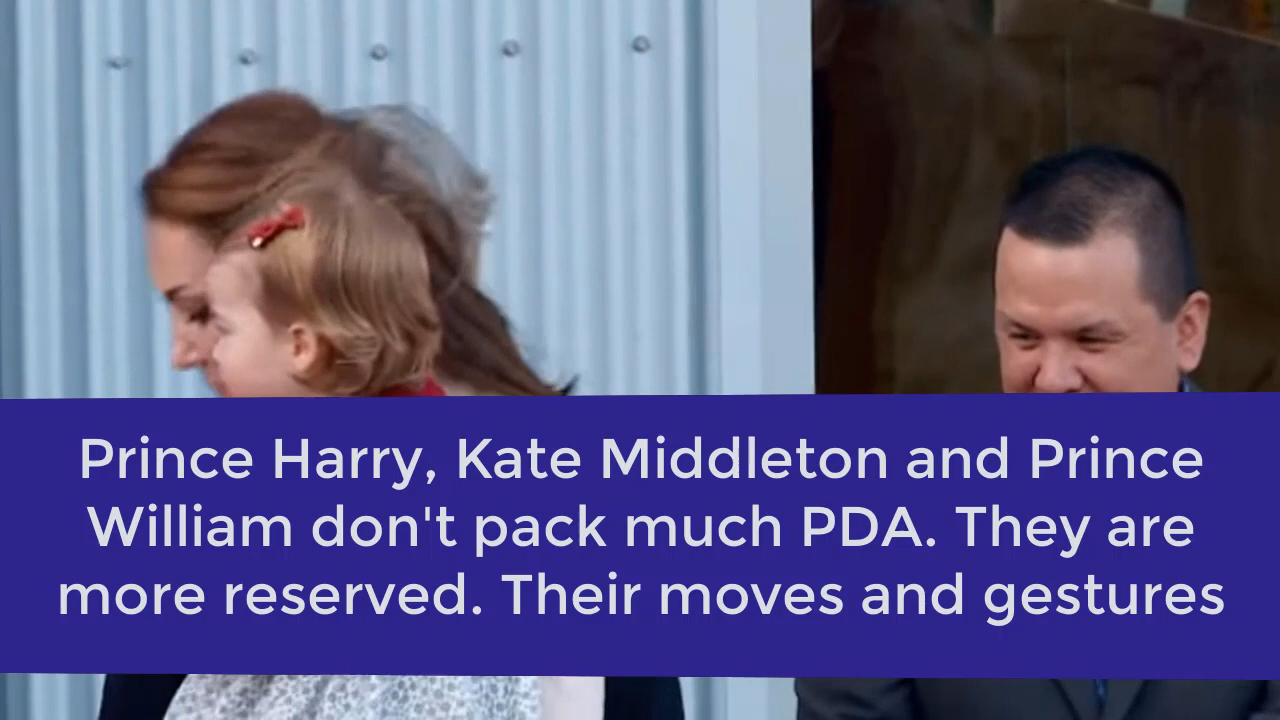 Prince Harry, Kate Middleton and Prince
William don't pack much PDA. They are
more reserved. Their moves and gestures